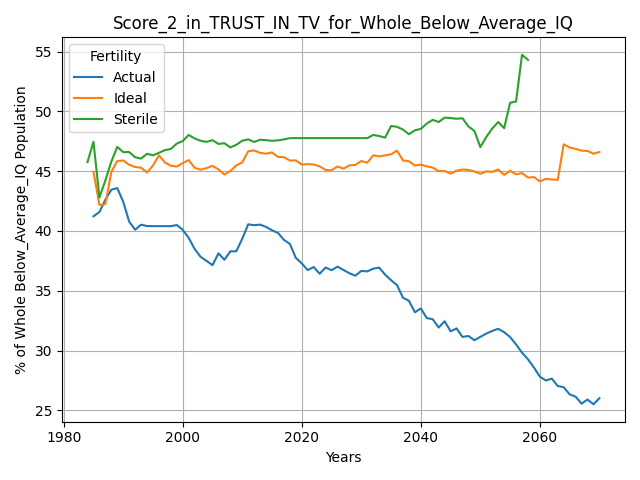 Score_2_in_TRUST_IN_TV_for_Whole_Below_Average_IQ
% of Whole Below_Average_IQ Population
55
50
45
40
35
30
25
Fertility
Actual
Ideal
Sterile
1980
2000
2020
2040
2060
Years